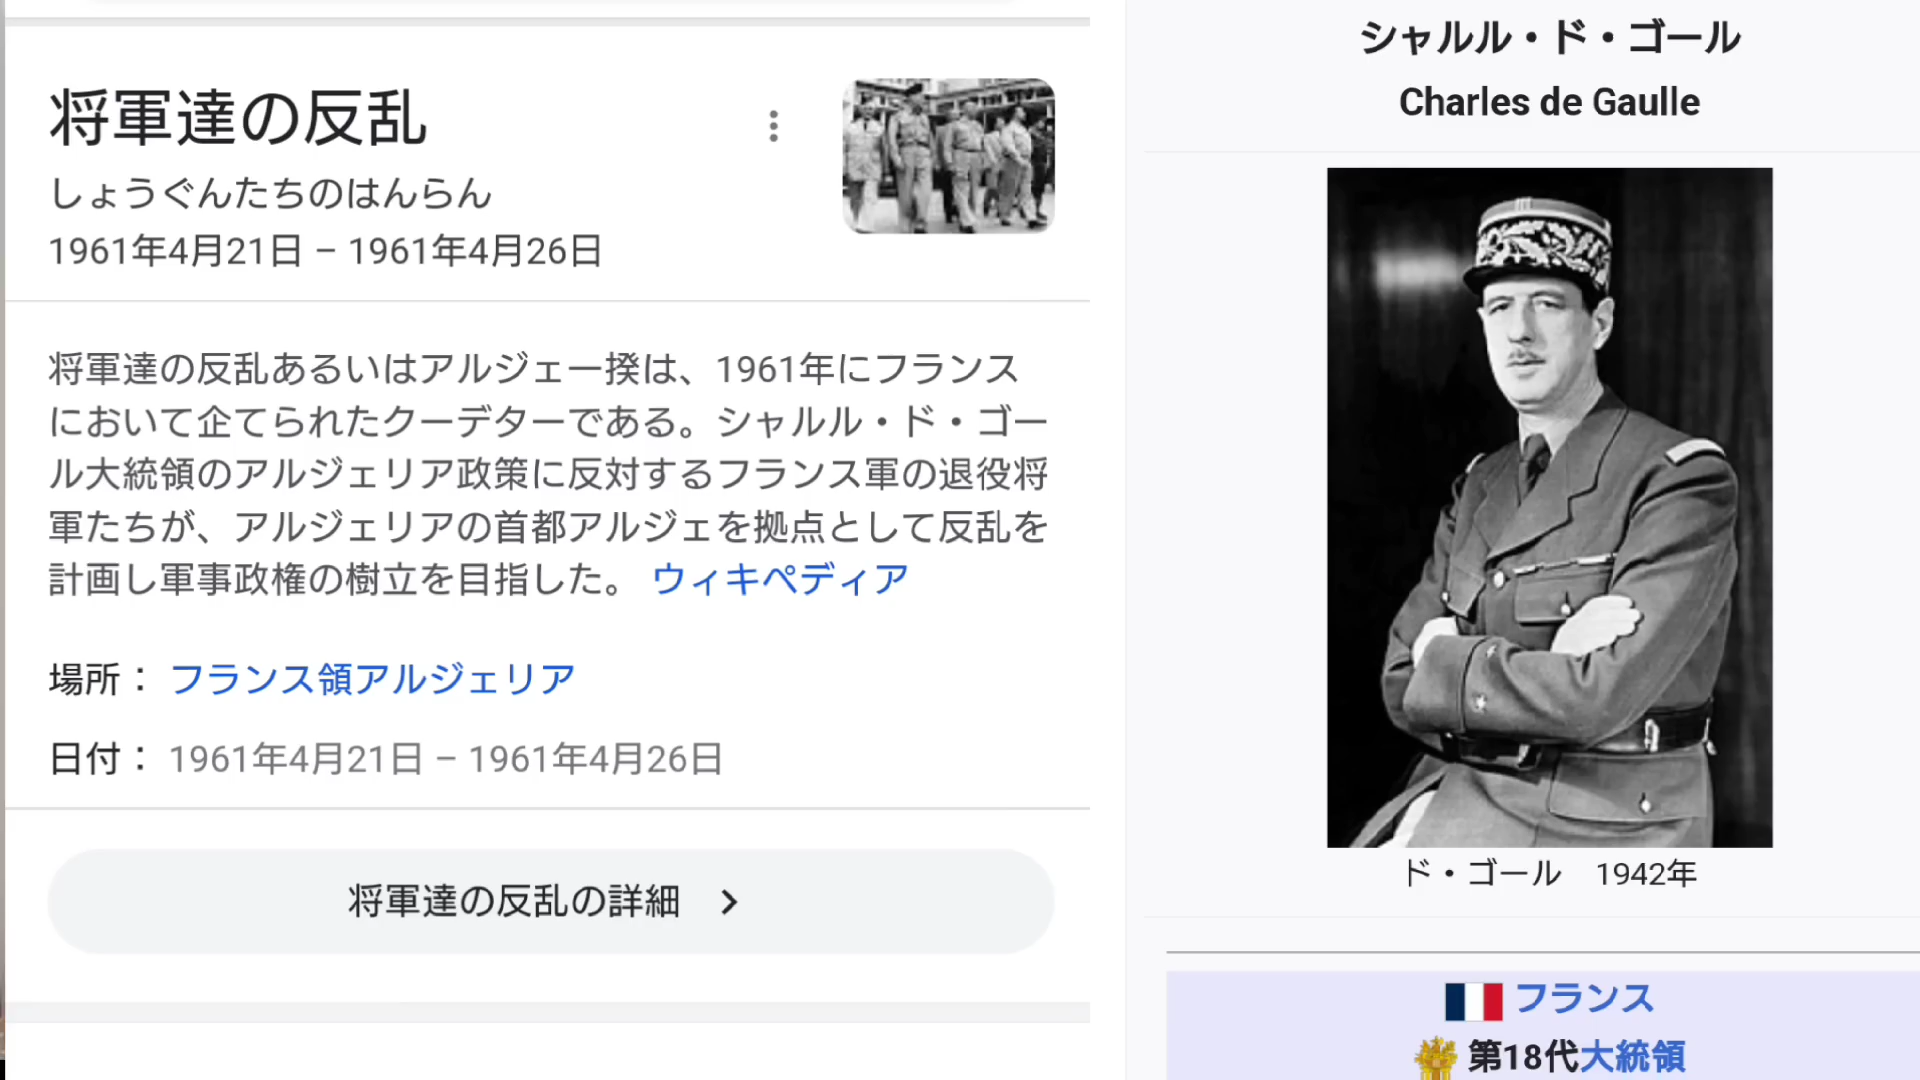 将軍達の反乱
しょうぐんたちのはんらん
1961年4月21日 – 1961年4月26日
将軍達の反乱あるいはアルジェ一揆は、1961年にフランス
において企てられたクーデターである。シャルル・ド・ゴー
ル大統領のアルジェリア政策に反対するフランス軍の退役将
軍たちが、アルジェリアの首都アルジェを拠点として反乱を
計画し軍事政権の樹立を目指した。 ウィキペディア
場所： フランス領アルジェリア
日付： 1961年4月21日 – 1961年4月26日
将軍達の反乱の詳細
シャルル・ド・ゴール
Charles de Gaulle
ド・ゴール　1942年
フランス
第18代大統領